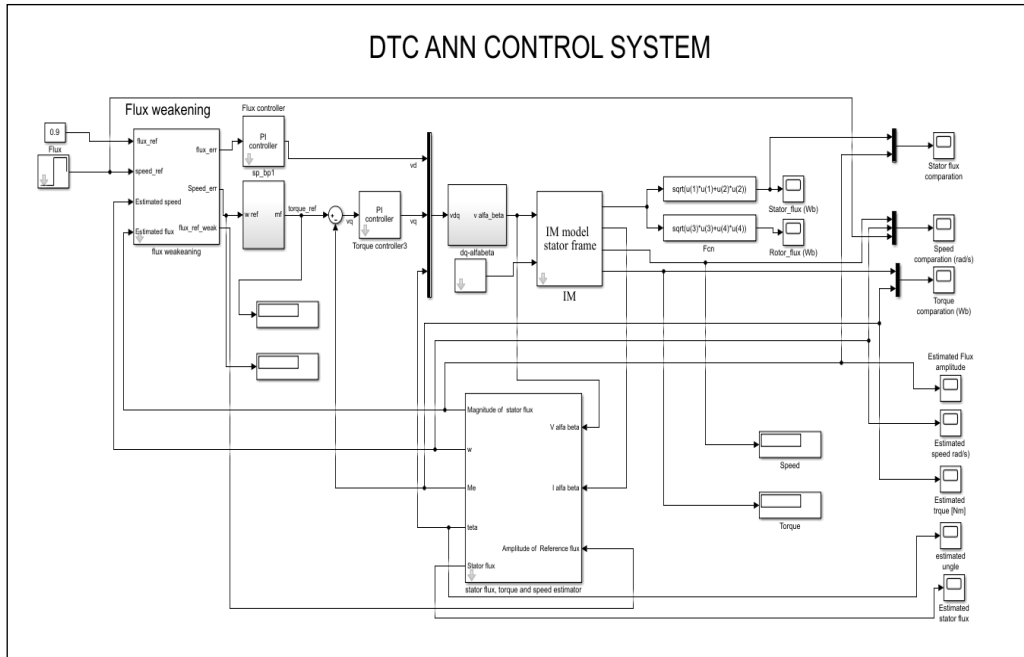 DTC ANN CONTROL SYSTEM
Flux weakening
0.9
Flux
flux_ref
speed_ref
Estimated speed
Estimated flux
flux_err
Speed_err
flux_ref_weak
flux weakeaning
Flux controller
PI
controller
sp_bp1
w ref
mf
torque_ref
PI
controller
Torque controller3
vq
vd
vq
vdq
v alfa_beta
dq-alfabeta
IM model
stator frame
IM
sqrt(u(1)*u(1)+u(2)*u(2))
sqrt(u(3)*u(3)+u(4)*u(4))
Fcn
Stator_flux (Wb)
Rotor_flux (Wb)
Stator flux
comparation
Speed
comparation (rad/s)
Torque
comparation (Wb)
Estimated Flux
amplitude
Estimated
speed rad/s)
Estimated
trque [Nm]
estimated
ungle
Estimated
stator flux
Speed
Torque
Magnitude of stator flux
w
Me
teta
Stator flux
V alfa beta
I alfa beta
Amplitude of Reference flux
stator flux, torque and speed estimator